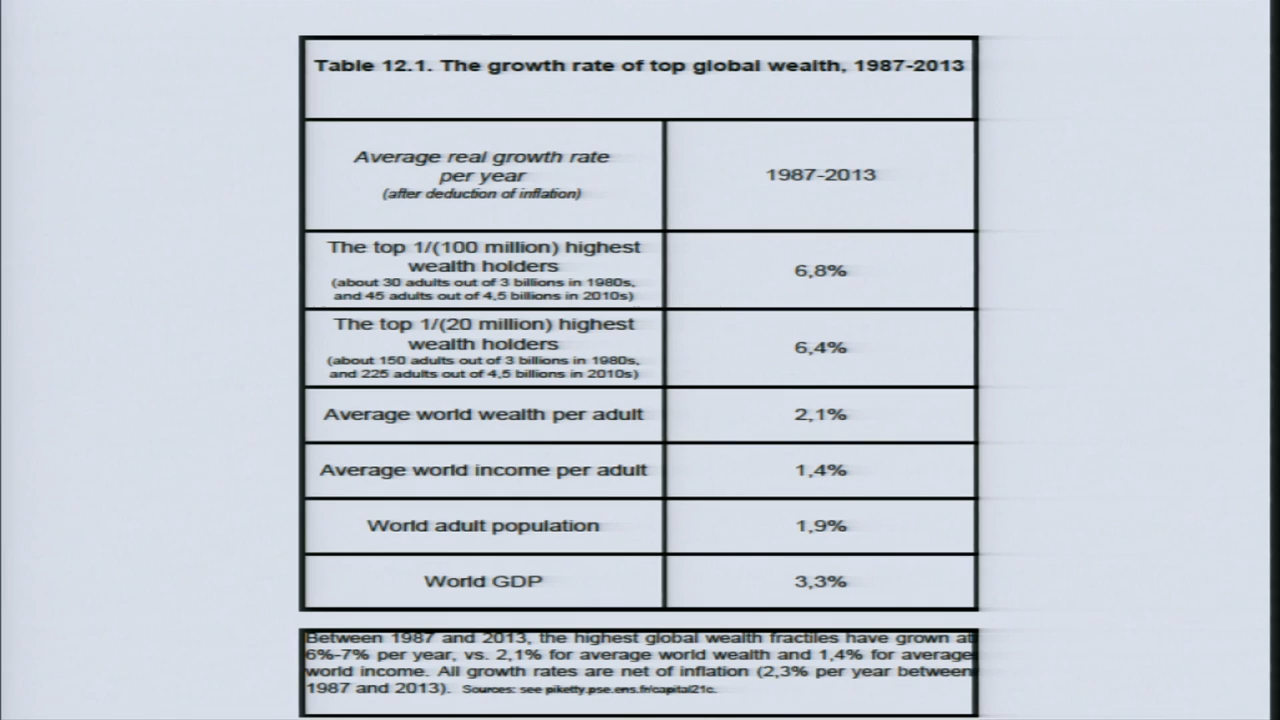 Table 12.1. The growth rate of top global wealth, 1987-2013
Average real growth rate
per year
(after deduction of inflation)
1987-2013
The top 1/(100 million) highest
wealth holders
(about 30 adults out of 3 billions in 1980s,
and 45 adults out of 4,5 billions in 2010s)
6,8%
The top 1/(20 million) highest
wealth holders
(about 150 adults out of 3 billions in 1980s,
and 225 adults out of 4,5 billions in 2010s)
6,4%
Average world wealth per adult
2,1%
Average world income per adult
1,4%
World adult population
1,9%
World GDP
3,3%
Between 1987 and 2013, the highest global wealth fractiles have grown at
6%-7% per year, vs. 2,1% for average world wealth and 1,4% for average
world income. All growth rates are net of inflation (2,3% per year between
1987 and 2013). Sources: see piketty.pse.ens.fr/capital21c.